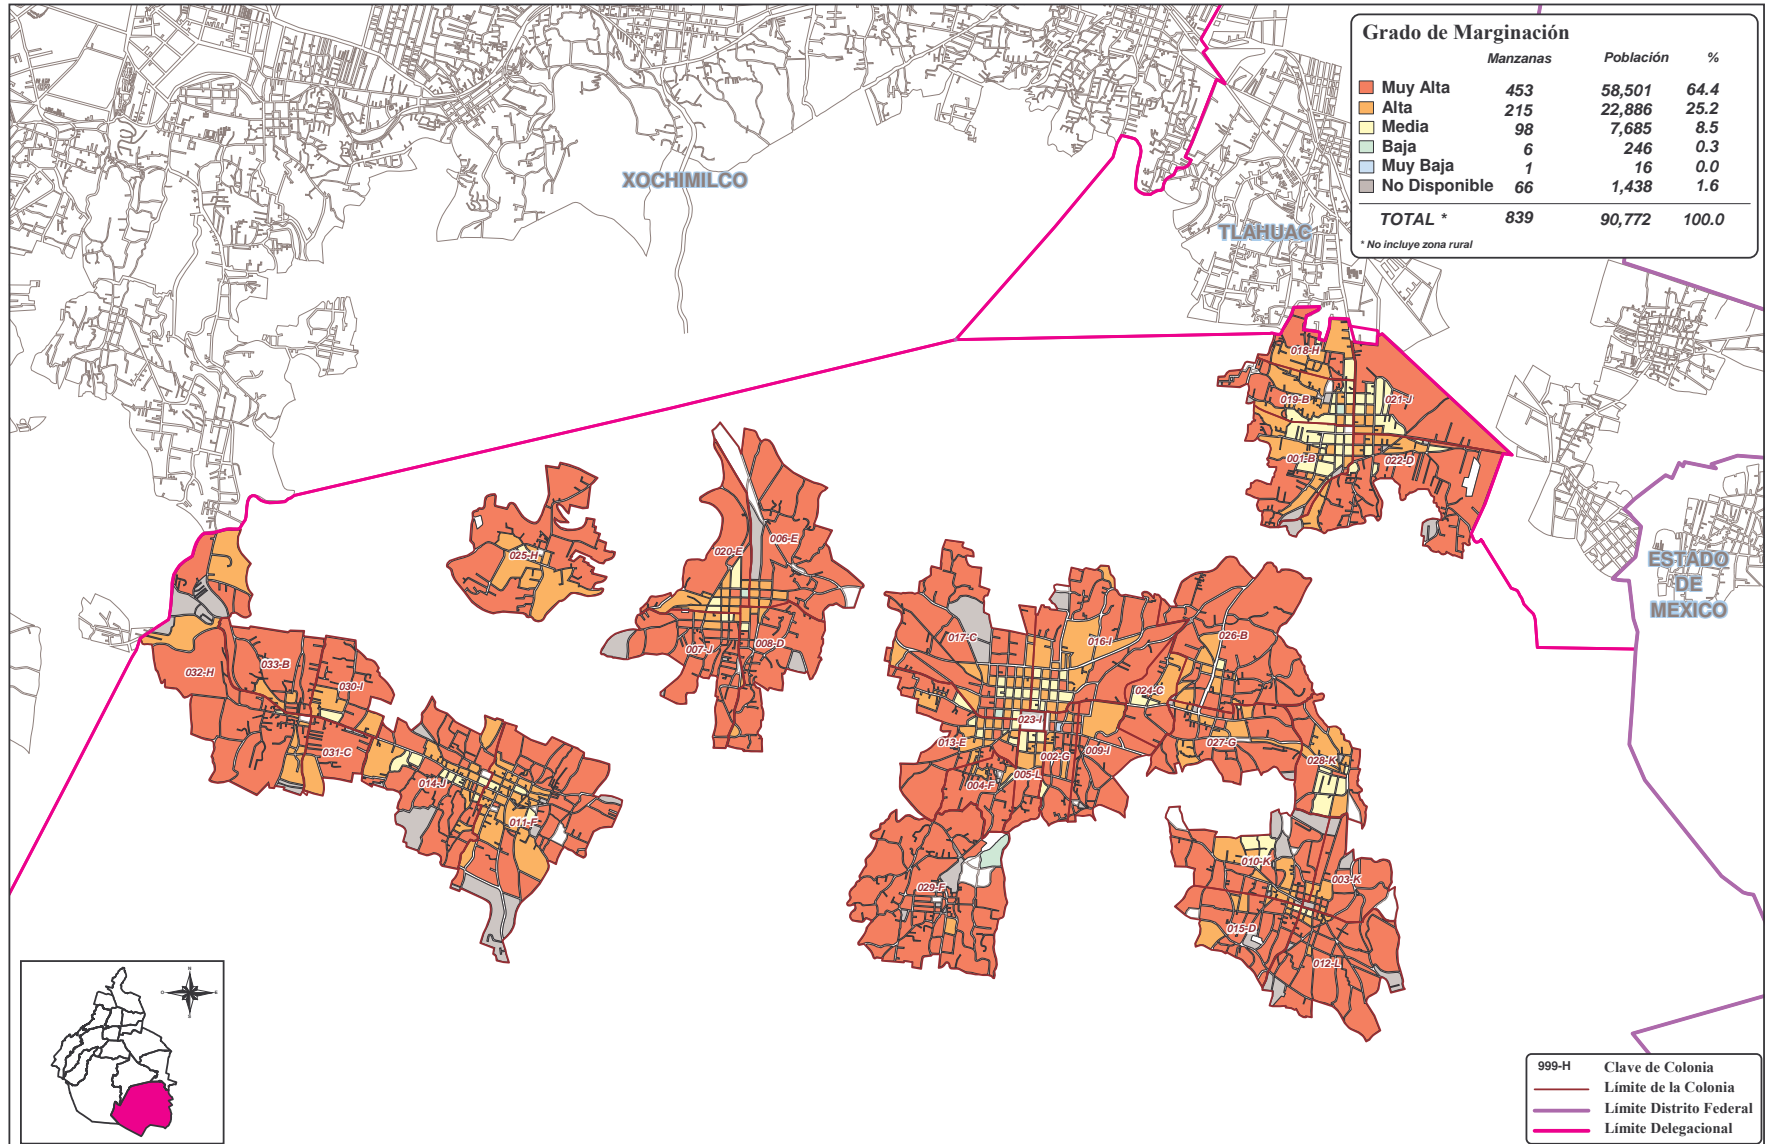 Grado de Marginación
Manzanas Población %
Muy Alta 453 58,501 64.4
Alta 215 22,886 25.2
Media 98 7,685 8.5
Baja 6 246 0.3
Muy Baja 1 16 0.0
No Disponible 66 1,438 1.6
TOTAL * 839 90,772 100.0
* No incluye zona rural
XOCHIMILCO
TLAHUAC
ESTADO
DE
MEXICO
018-H
019-B
021-J
001-B
022-D
025-H
020-E
006-E
007-J
008-D
017-C
016-I
026-B
024-C
023-I
013-E
002-G
009-I
027-G
005-L
004-F
028-K
032-H
033-B
030-I
031-C
014-J
011-F
029-F
010-K
003-K
015-D
012-L
N
O
E
S
999-H Clave de Colonia
Límite de la Colonia
Límite Distrito Federal
Límite Delegacional